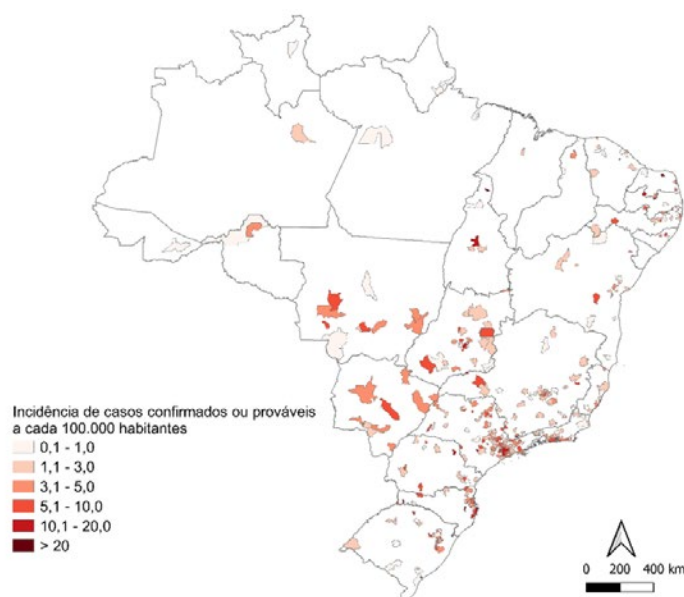 Incidência de casos confirmados ou prováveis
a cada 100.000 habitantes
0,1 - 1,0
1,1 - 3,0
3,1 - 5,0
5,1 - 10,0
10,1 - 20,0
> 20
0 200 400 km